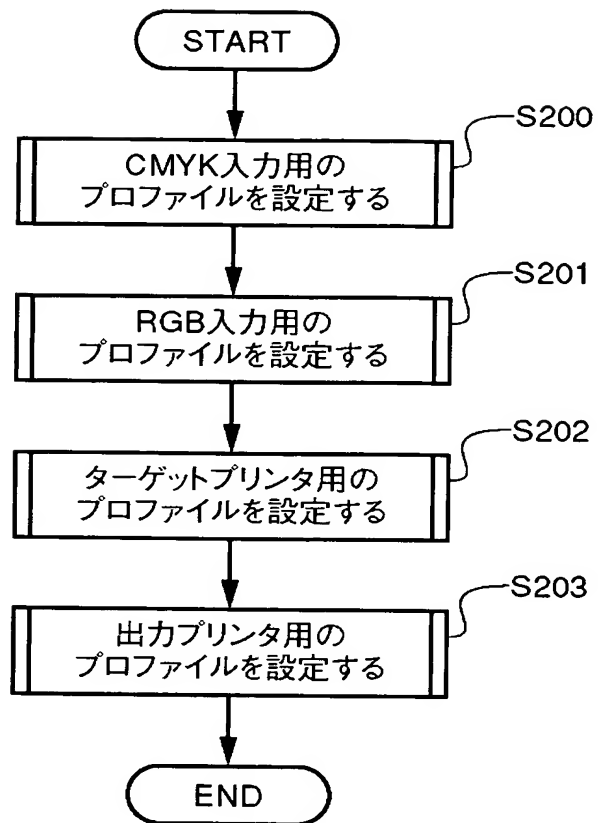 START
S200
CMYK入力用の
プロファイルを設定する
S201
RGB入力用の
プロファイルを設定する
S202
ターゲットプリンタ用の
プロファイルを設定する
S203
出力プリンタ用の
プロファイルを設定する
END